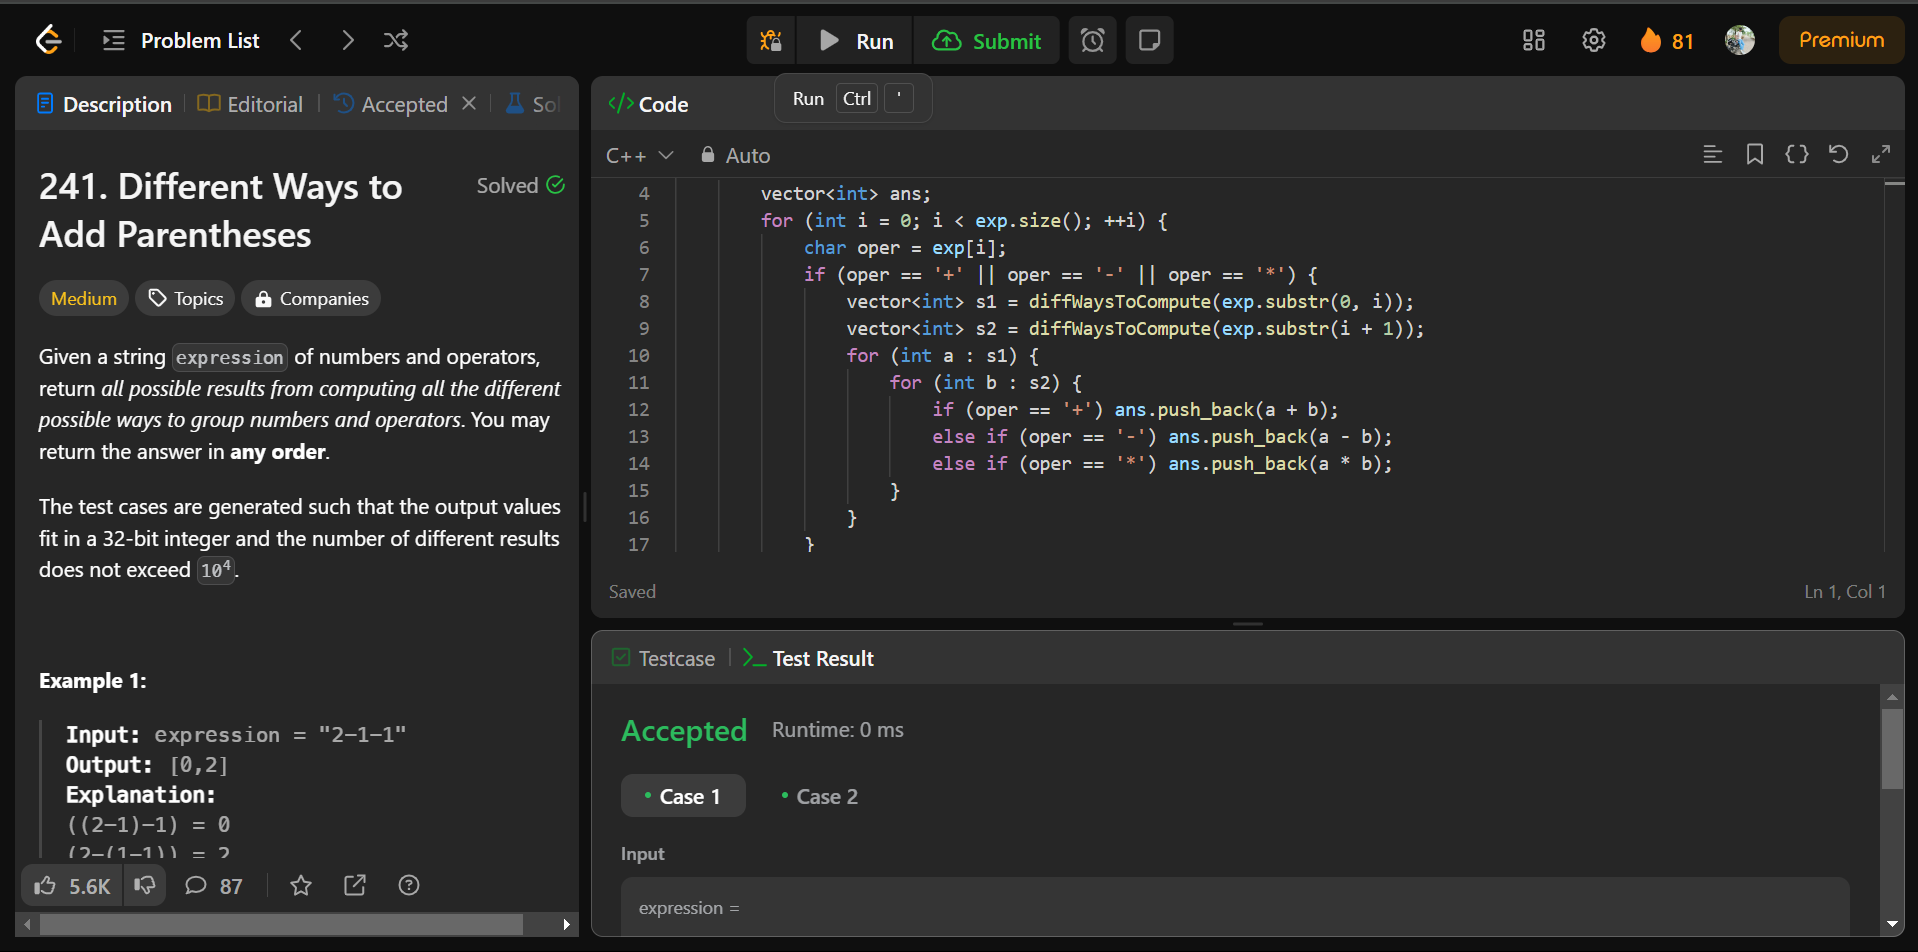 Problem List
Run
Submit
81
Premium
Description
Editorial
Accepted
Sol
Code
Run Ctrl '
C++
Auto
241. Different Ways to
Add Parentheses
Solved
Medium
Topics
Companies
Given a string expression of numbers and operators,
return all possible results from computing all the different
possible ways to group numbers and operators. You may
return the answer in any order.
The test cases are generated such that the output values
fit in a 32-bit integer and the number of different results
does not exceed 10⁴.
Example 1:
Input: expression = "2-1-1"
Output: [0,2]
Explanation:
((2-1)-1) = 0
(2-(1-1)) = 2
5.6K
87
4 vector<int> ans;
5 for (int i = 0; i < exp.size(); ++i) {
6 char oper = exp[i];
7 if (oper == '+' || oper == '-' || oper == '*') {
8 vector<int> s1 = diffWaysToCompute(exp.substr(0, i));
9 vector<int> s2 = diffWaysToCompute(exp.substr(i + 1));
10 for (int a : s1) {
11 for (int b : s2) {
12 if (oper == '+') ans.push_back(a + b);
13 else if (oper == '-') ans.push_back(a - b);
14 else if (oper == '*') ans.push_back(a * b);
15 }
16 }
17 }
Saved
Ln 1, Col 1
Testcase
Test Result
Accepted
Runtime: 0 ms
Case 1
Case 2
Input
expression =